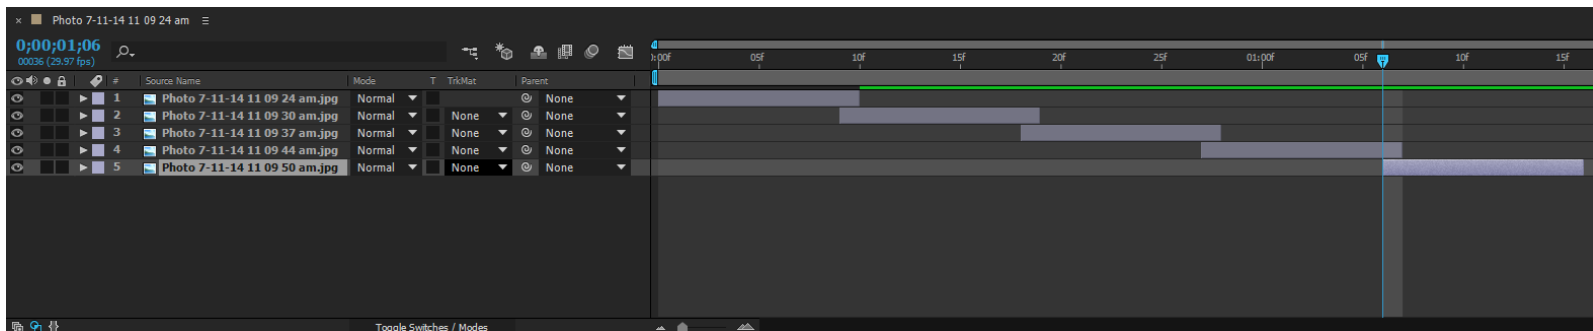 × Photo 7-11-14 11 09 24 am ≡
0;00;01;06
00036 (29.97 fps)
):00f 05f 10f 15f 20f 25f 01:00f 05f 10f 15f
# Source Name Mode T TrkMat Parent
1 Photo 7-11-14 11 09 24 am.jpg Normal None
2 Photo 7-11-14 11 09 30 am.jpg Normal None None
3 Photo 7-11-14 11 09 37 am.jpg Normal None None
4 Photo 7-11-14 11 09 44 am.jpg Normal None None
5 Photo 7-11-14 11 09 50 am.jpg Normal None None
Toggle Switches / Modes